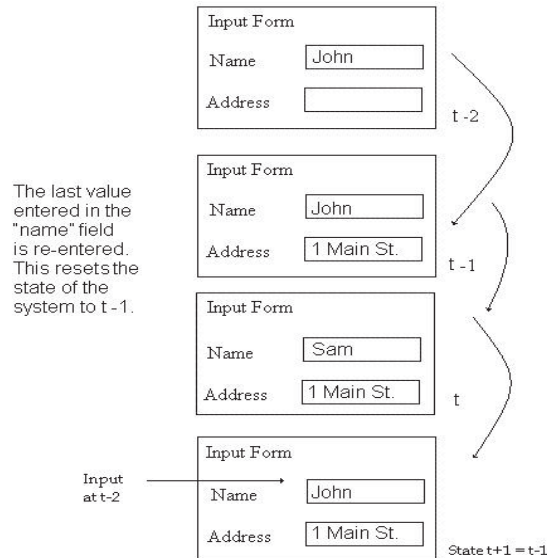 Input Form
Name John
Address
t -2
Input Form
Name John
Address 1 Main St.
t -1
The last value
entered in the
"name" field
is re-entered.
This resets the
state of the
system to t -1.
Input Form
Name Sam
Address 1 Main St.
t
Input Form
Input
at t-2
Name John
Address 1 Main St.
State t+1 = t-1